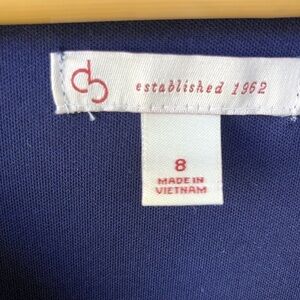 established 1962
8
MADE IN
VIETNAM